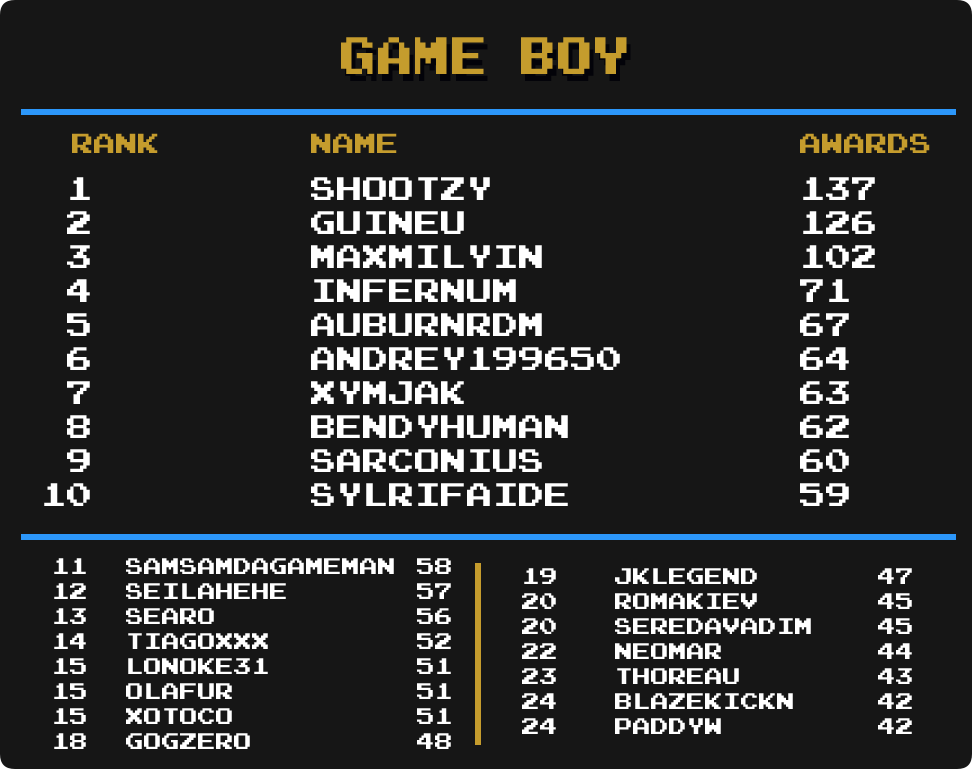 GAME BOY
RANK NAME AWARDS
1 SHOOTZY 137
2 GUINEU 126
3 MAXMILYIN 102
4 INFERNUM 71
5 AUBURNRDM 67
6 ANDREY199650 64
7 XYMJAK 63
8 BENDYHUMAN 62
9 SARCONIUS 60
10 SYLRIFAIDE 59
11 SAMSAMDAGAMEMAN 58
12 SEILAHEHE 57
13 SEARO 56
14 TIAGOXXX 52
15 LONOKE31 51
15 OLAFUR 51
15 XOTOCO 51
18 GOGZERO 48
19 JKLEGEND 47
20 ROMAKIEV 45
20 SEREDAVADIM 45
22 NEOMAR 44
23 THOREAU 43
24 BLAZEKICKN 42
24 PADDYW 42